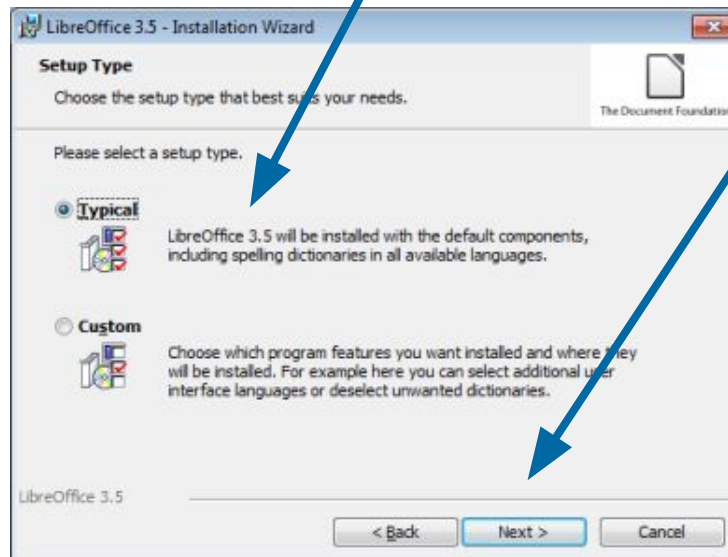 LibreOffice 3.5 - Installation Wizard
Setup Type
Choose the setup type that best suits your needs.
The Document Foundation
Please select a setup type.
Typical
LibreOffice 3.5 will be installed with the default components,
including spelling dictionaries in all available languages.
Custom
Choose which program features you want installed and where they
will be installed. For example here you can select additional user
interface languages or deselect unwanted dictionaries.
LibreOffice 3.5
< Back Next > Cancel